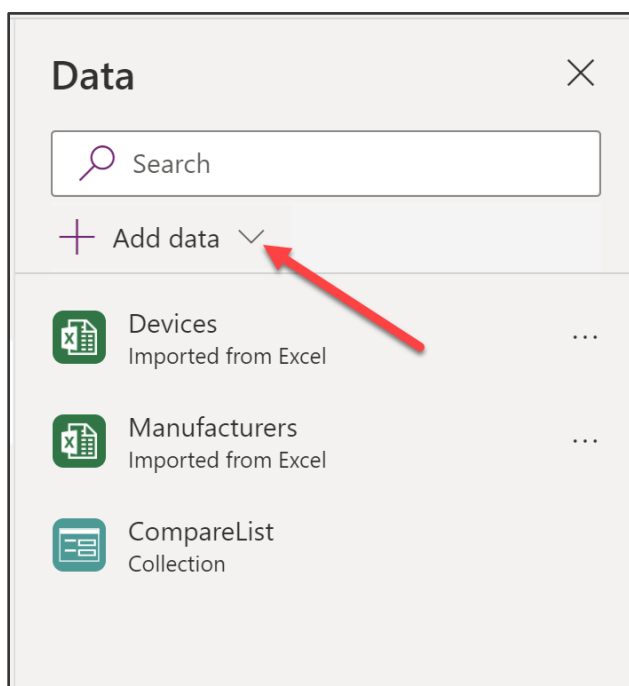 Data
Search
Add data
Devices
Imported from Excel
Manufacturers
Imported from Excel
CompareList
Collection